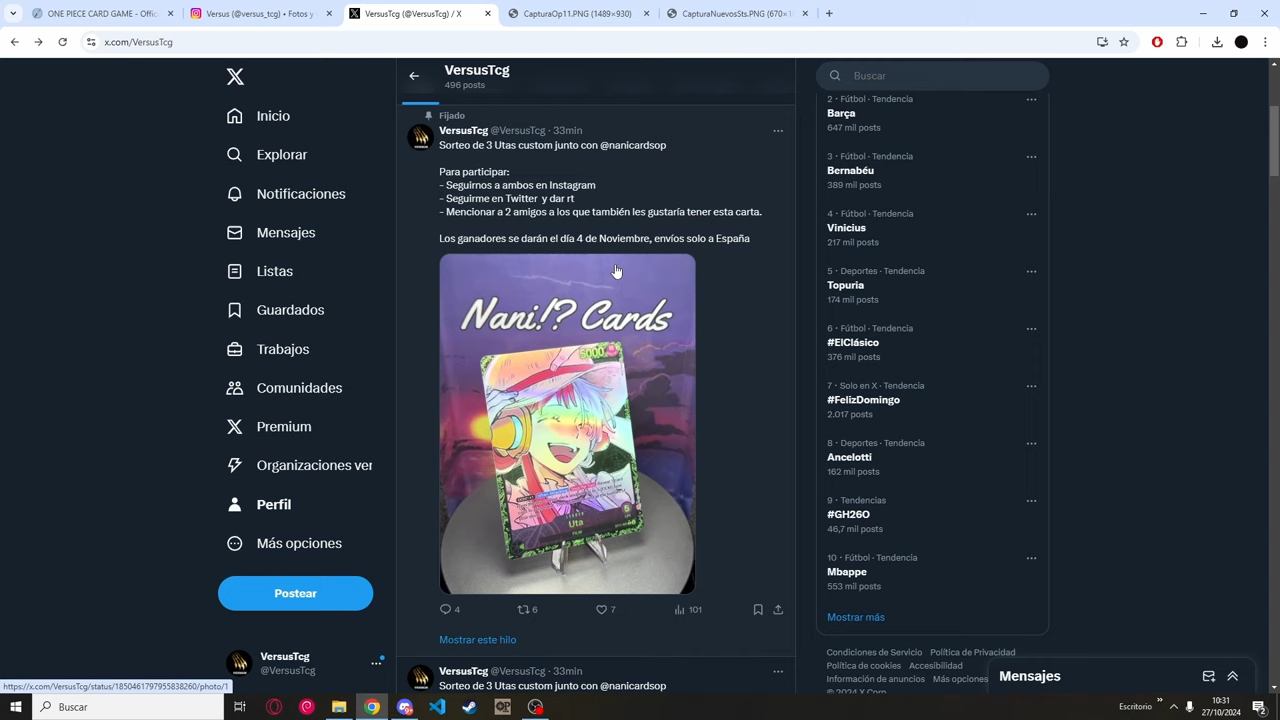 ONE PIECE CARD GAME - Offic
Versus (@versus_tcg) • Fotos y
VersusTcg (@VersusTcg) / X
CapturaOp11.PNG (1489×930)
CapturaNuevosSts.PNG (670×1
x.com/VersusTcg
Inicio
Explorar
Notificaciones
Mensajes
Listas
Guardados
Trabajos
Comunidades
Premium
Organizaciones ver
Perfil
Más opciones
Postear
VersusTcg
@VersusTcg
VersusTcg
496 posts
Fijado
VersusTcg @VersusTcg · 33min
Sorteo de 3 Utas custom junto con @nanicardsop
Para participar:
- Seguirnos a ambos en Instagram
- Seguirme en Twitter y dar rt
- Mencionar a 2 amigos a los que también les gustaría tener esta carta.
Los ganadores se darán el día 4 de Noviembre, envíos solo a España
Nani!? Cards
5000
Uta
5
4 6 7 101
Mostrar este hilo
VersusTcg @VersusTcg · 33min
Sorteo de 3 Utas custom junto con @nanicardsop
Buscar
2 · Fútbol · Tendencia
Barça
647 mil posts
3 · Fútbol · Tendencia
Bernabéu
389 mil posts
4 · Fútbol · Tendencia
Vinicius
217 mil posts
5 · Deportes · Tendencia
Topuria
174 mil posts
6 · Fútbol · Tendencia
#ElClásico
376 mil posts
7 · Solo en X · Tendencia
#FelizDomingo
2.017 posts
8 · Deportes · Tendencia
Ancelotti
162 mil posts
9 · Tendencias
#GH26O
46,7 mil posts
10 · Fútbol · Tendencia
Mbappe
553 mil posts
Mostrar más
Condiciones de Servicio Política de Privacidad
Política de cookies Accesibilidad
Información de anuncios Más opciones
© 2024 X Corp.
Mensajes
https://x.com/VersusTcg/status/1850461797955838260/photo/1
Buscar
Escritorio
10:31
27/10/2024
2